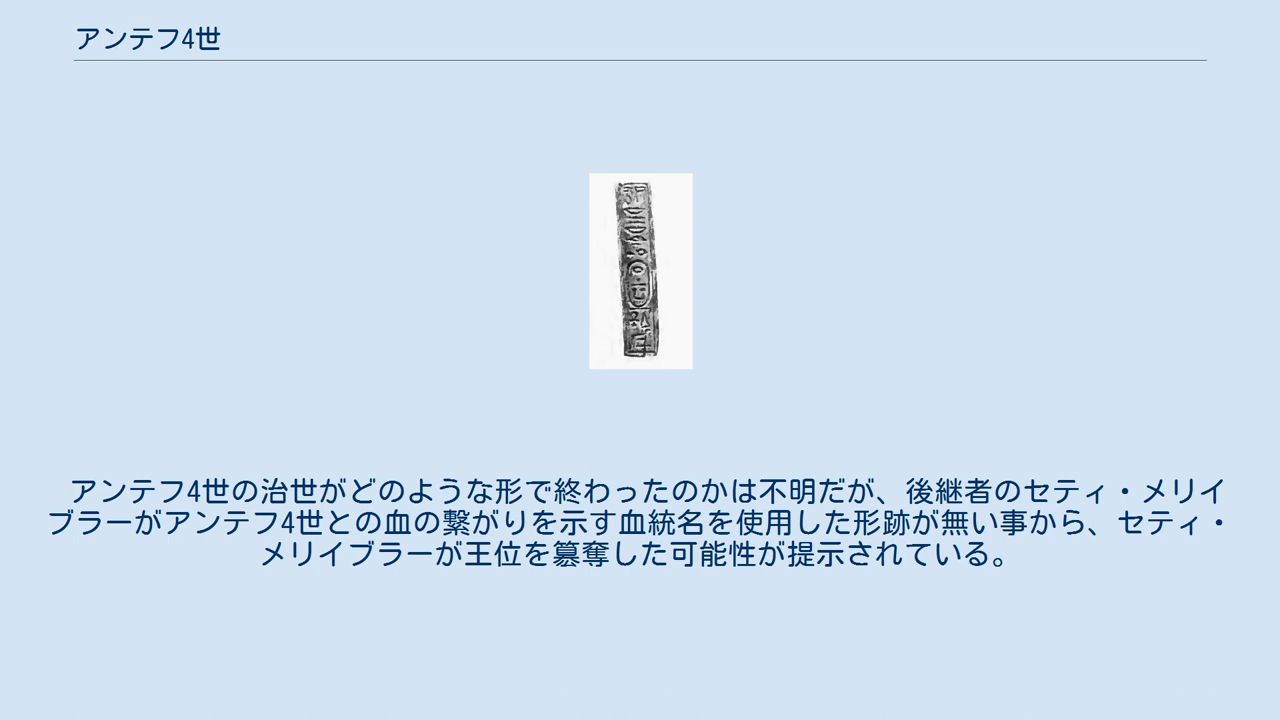 アンテフ4世
アンテフ4世の治世がどのような形で終わったのかは不明だが、後継者のセティ・メリイ
ブラーがアンテフ4世との血の繋がりを示す血統名を使用した形跡が無い事から、セティ・
メリイブラーが王位を簒奪した可能性が提示されている。